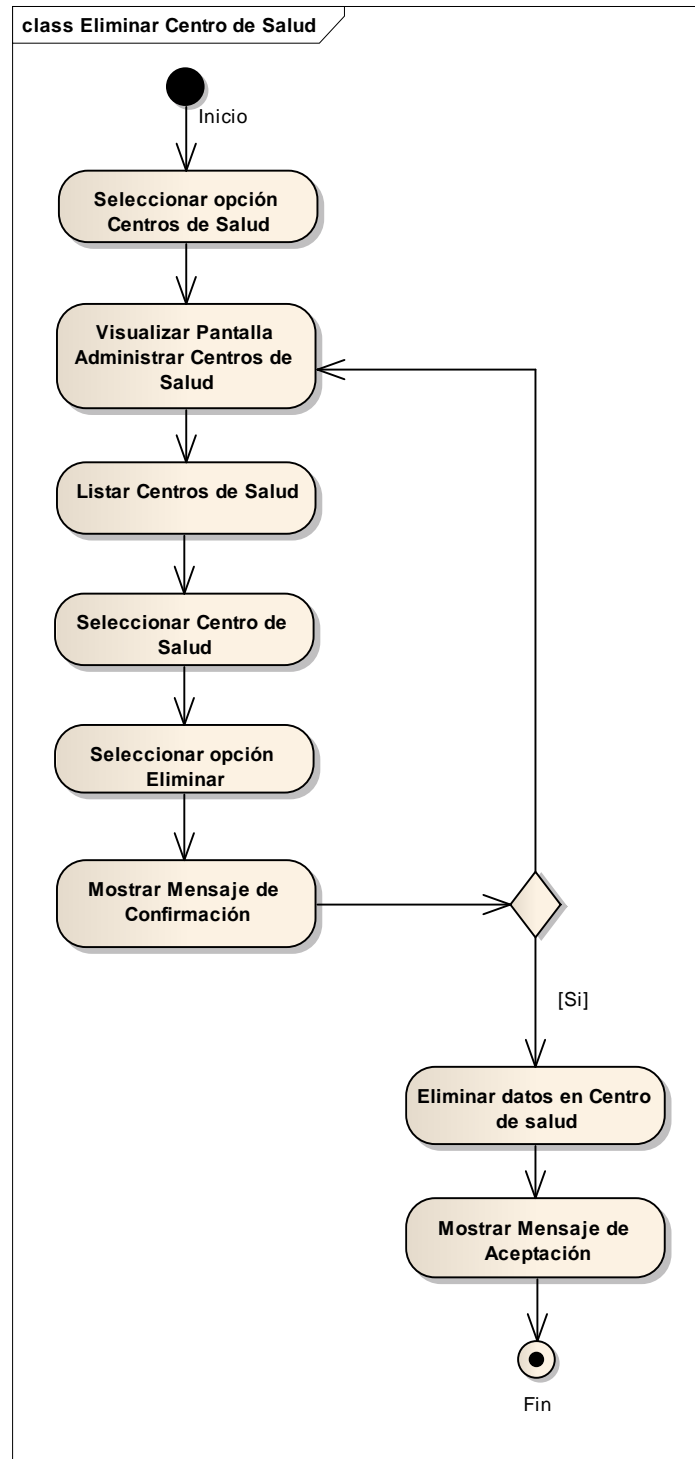 class Eliminar Centro de Salud
Inicio
Seleccionar opción
Centros de Salud
Visualizar Pantalla
Administrar Centros de
Salud
Listar Centros de Salud
Seleccionar Centro de
Salud
Seleccionar opción
Eliminar
Mostrar Mensaje de
Confirmación
[Si]
Eliminar datos en Centro
de salud
Mostrar Mensaje de
Aceptación
Fin